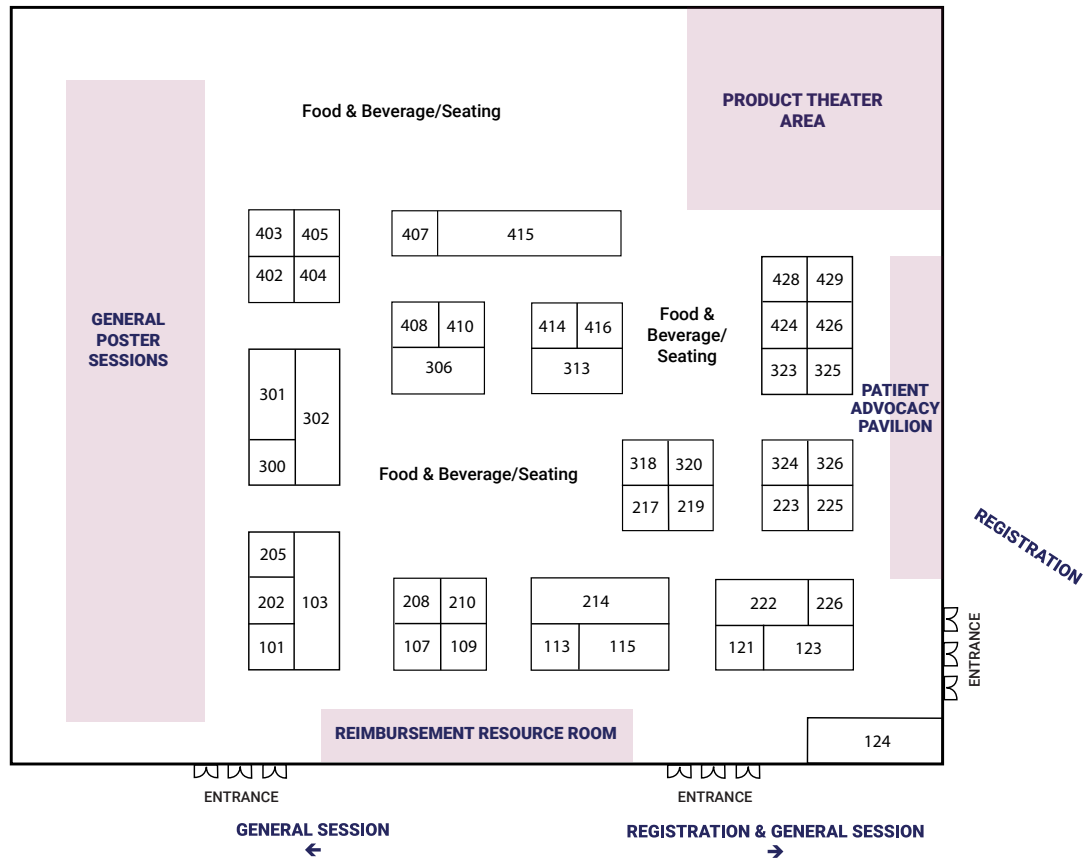 PRODUCT THEATER
AREA
Food & Beverage/Seating
403 405
402 404
407 415
GENERAL
POSTER
SESSIONS
408 410
306
414 416
313
Food &
Beverage/
Seating
428 429
424 426
323 325
PATIENT
ADVOCACY
PAVILION
301
302
300
Food & Beverage/Seating
318 320
217 219
324 326
223 225
REGISTRATION
205
202
103
101
208 210
107 109
214
113 115
222 226
121 123
ENTRANCE
REIMBURSEMENT RESOURCE ROOM
124
ENTRANCE
ENTRANCE
GENERAL SESSION
←
REGISTRATION & GENERAL SESSION
→